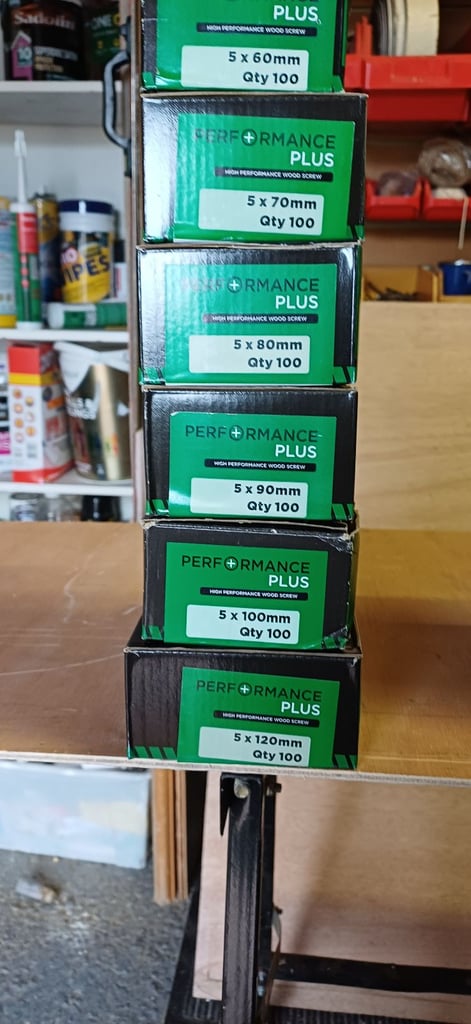 Sadolin
10
PLUS
HIGH PERFORMANCE WOOD SCREW
5 x 60mm
Qty 100
PERFORMANCE
PLUS
HIGH PERFORMANCE WOOD SCREW
5 x 70mm
Qty 100
WIPES
PERFORMANCE
PLUS
HIGH PERFORMANCE WOOD SCREW
5 x 80mm
Qty 100
PERFORMANCE
PLUS
HIGH PERFORMANCE WOOD SCREW
5 x 90mm
Qty 100
PERFORMANCE
PLUS
HIGH PERFORMANCE WOOD SCREW
5 x 100mm
Qty 100
PERFORMANCE
PLUS
HIGH PERFORMANCE WOOD SCREW
5 x 120mm
Qty 100